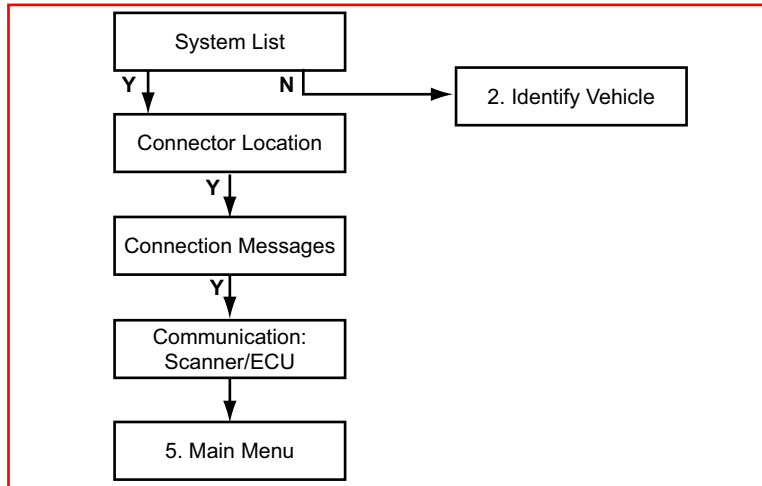 System List
Y
N
2. Identify Vehicle
Connector Location
Y
Connection Messages
Y
Communication:
Scanner/ECU
5. Main Menu